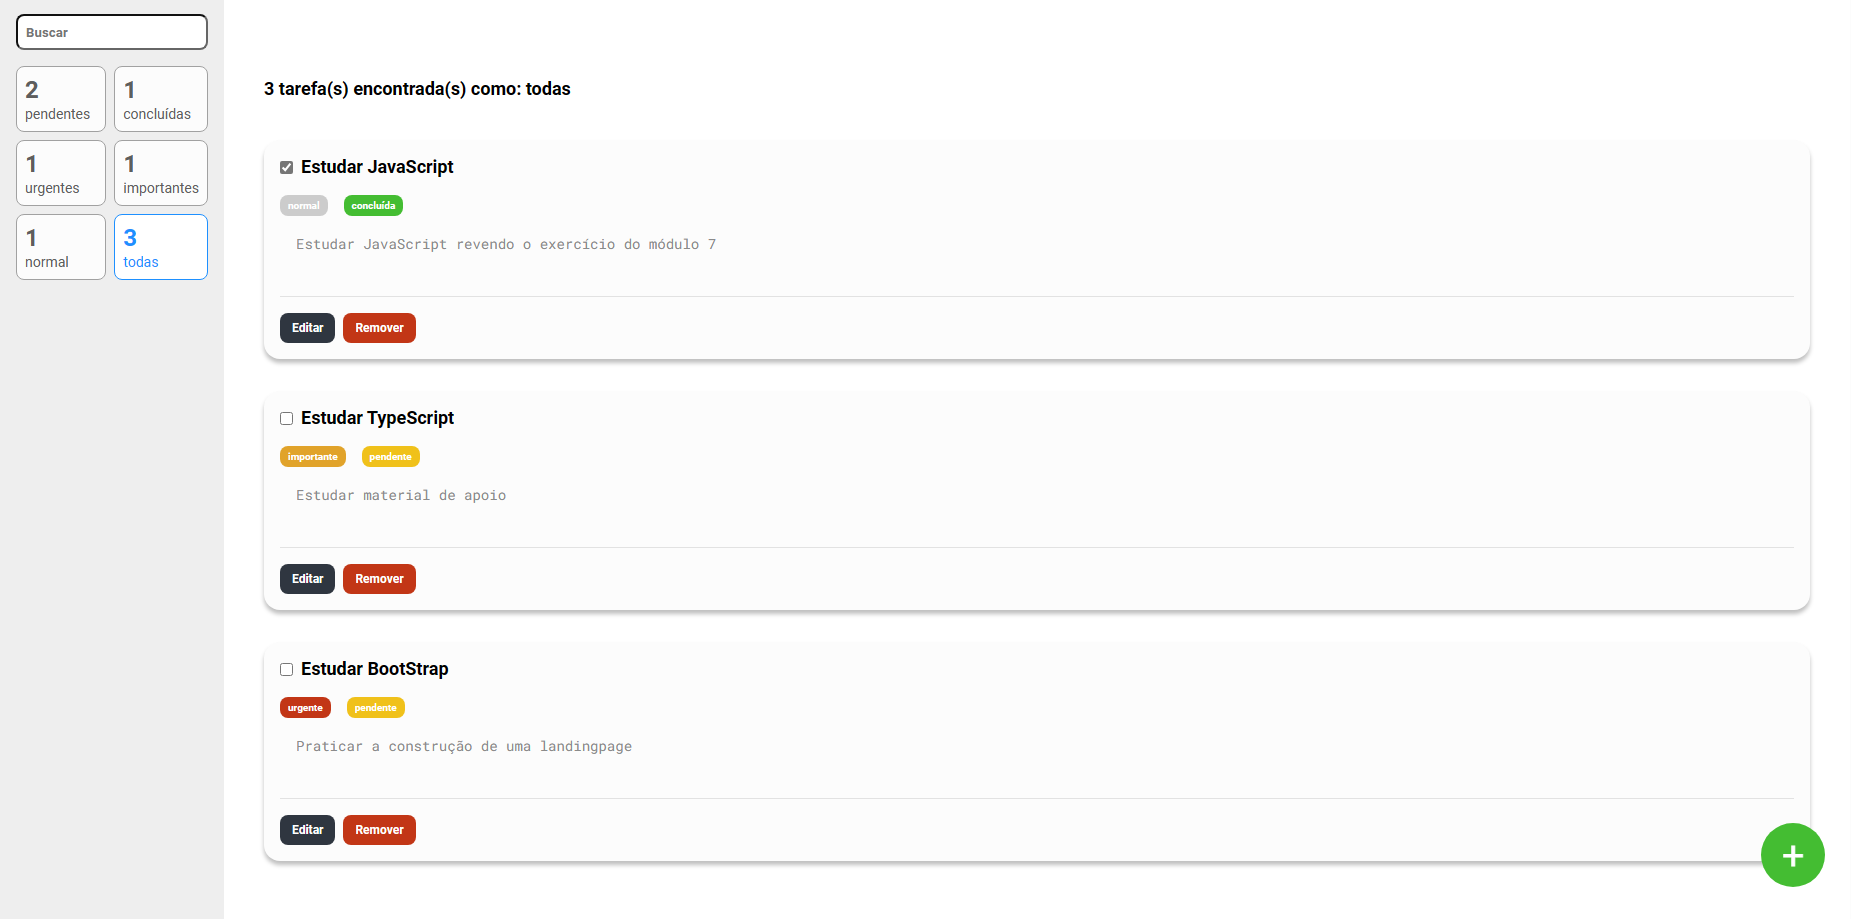 Buscar
2
pendentes
1
concluídas
1
urgentes
1
importantes
1
normal
3
todas
3 tarefa(s) encontrada(s) como: todas
Estudar JavaScript
normal concluída
Estudar JavaScript revendo o exercício do módulo 7
Editar Remover
Estudar TypeScript
importante pendente
Estudar material de apoio
Editar Remover
Estudar BootStrap
urgente pendente
Praticar a construção de uma landingpage
Editar Remover
+